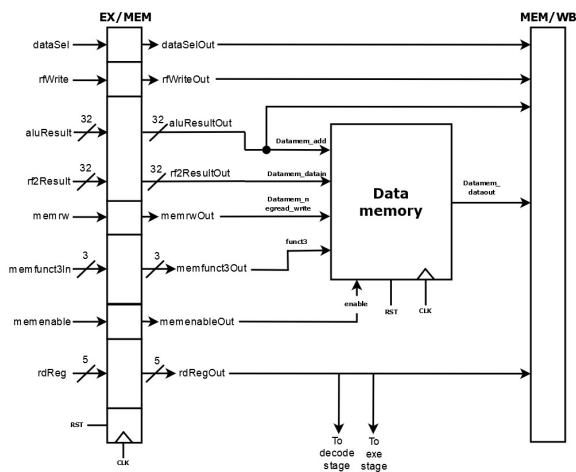 EX/MEM
MEM/WB
dataSel
dataSelOut
rfWrite
rfWriteOut
32
32
aluResult
aluResultOut
Datamem_add
32
32
rf2Result
rf2ResultOut
Datamem_datain
Data
memory
Datamem_
dataout
memrw
memrwOut
Datamem_n
egread_write
3
3
memfunct3In
memfunct3Out
funct3
enable
RST
CLK
memenable
memenableOut
5
5
rdReg
rdRegOut
RST
CLK
To
decode
stage
To
exe
stage